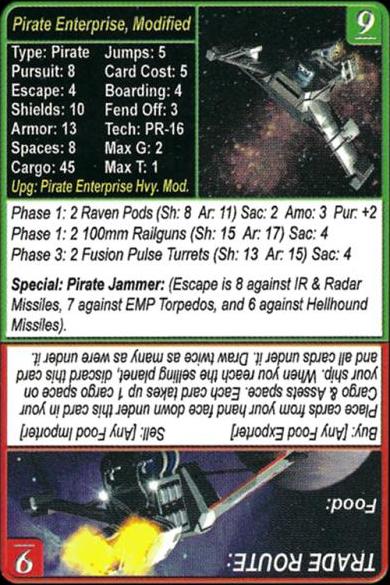 Pirate Enterprise, Modified
9
Type: Pirate Jumps: 5
Pursuit: 8 Card Cost: 5
Escape: 4 Boarding: 4
Shields: 10 Fend Off: 3
Armor: 13 Tech: PR-16
Spaces: 8 Max G: 2
Cargo: 45 Max T: 1
Upg: Pirate Enterprise Hvy. Mod.
Phase 1: 2 Raven Pods (Sh: 8 Ar: 11) Sac: 2 Amo: 3 Pur: +2
Phase 1: 2 100mm Railguns (Sh: 15 Ar: 17) Sac: 4
Phase 3: 2 Fusion Pulse Turrets (Sh: 13 Ar: 15) Sac: 4
Special: Pirate Jammer: (Escape is 8 against IR & Radar
Missiles, 7 against EMP Torpedos, and 6 against Hellhound
Missiles).
TRADE ROUTE:
6
Food:
Buy: [Any Food Exporter] Sell: [Any Food Importer]
Place cards from your hand face down under this card in your
Cargo & Assets space. Each card takes up 1 cargo space on
your ship. When you reach the selling planet, discard this card
and all cards under it. Draw twice as many as were under it.